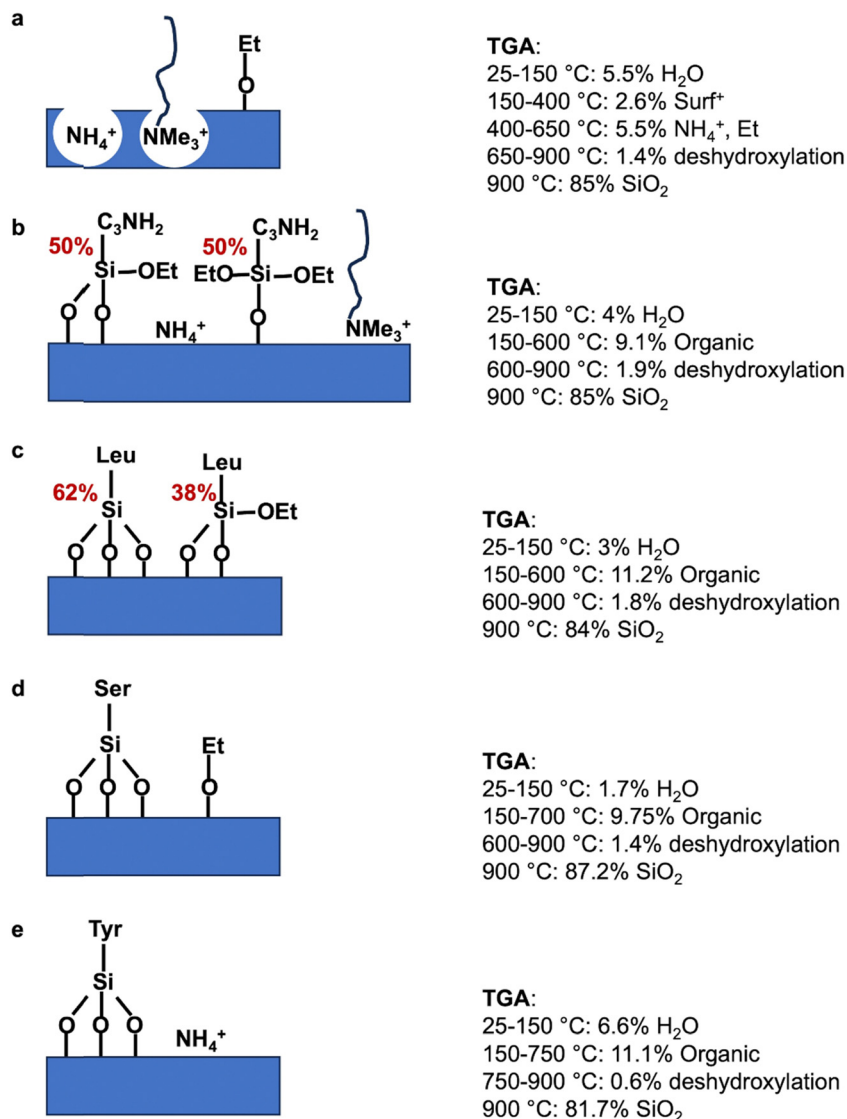 a
Et
O
NH₄⁺
NMe₃⁺
TGA:
25-150 °C: 5.5% H₂O
150-400 °C: 2.6% Surf⁺
400-650 °C: 5.5% NH₄⁺, Et
650-900 °C: 1.4% deshydroxylation
900 °C: 85% SiO₂
b
C₃NH₂ C₃NH₂
50% 50%
Si OEt EtO Si OEt
O O O
NH₄⁺ NMe₃⁺
TGA:
25-150 °C: 4% H₂O
150-600 °C: 9.1% Organic
600-900 °C: 1.9% deshydroxylation
900 °C: 85% SiO₂
c
Leu Leu
62% 38%
Si Si OEt
O O O O O
TGA:
25-150 °C: 3% H₂O
150-600 °C: 11.2% Organic
600-900 °C: 1.8% deshydroxylation
900 °C: 84% SiO₂
d
Ser
Si Et
O O O O
TGA:
25-150 °C: 1.7% H₂O
150-700 °C: 9.75% Organic
600-900 °C: 1.4% deshydroxylation
900 °C: 87.2% SiO₂
e
Tyr
Si
O O O NH₄⁺
TGA:
25-150 °C: 6.6% H₂O
150-750 °C: 11.1% Organic
750-900 °C: 0.6% deshydroxylation
900 °C: 81.7% SiO₂